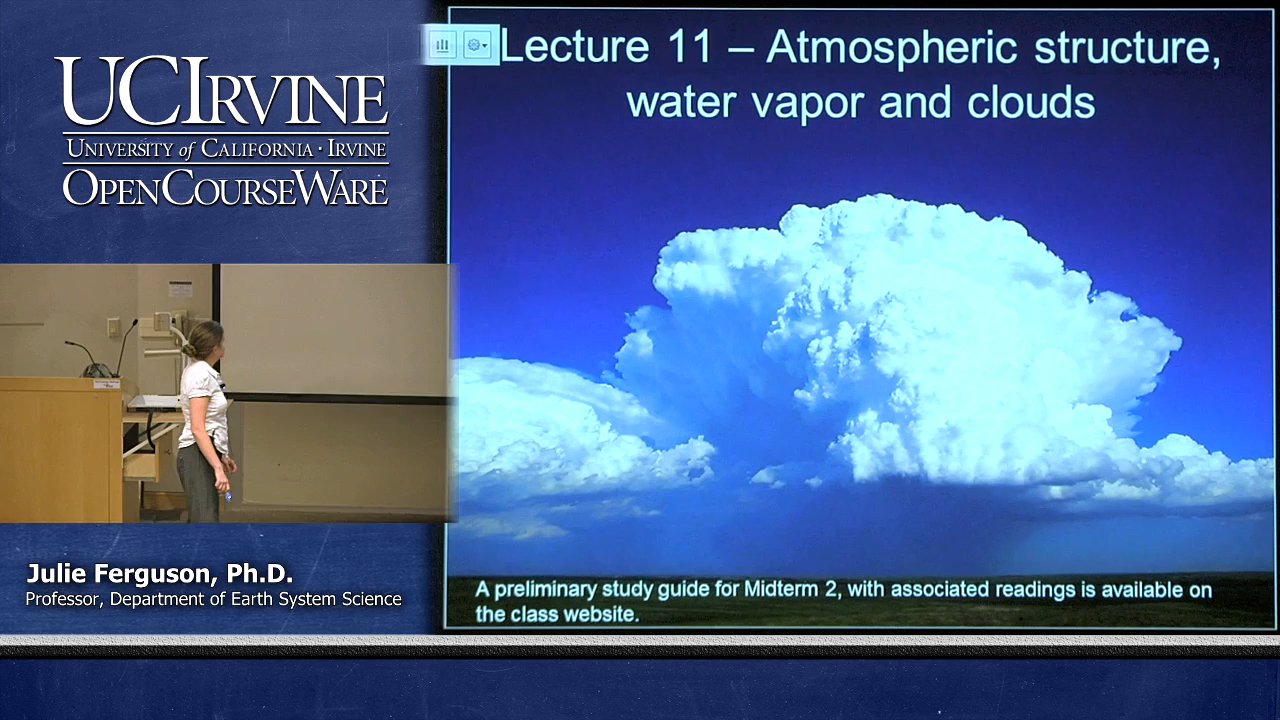 UCIRVINE
UNIVERSITY of CALIFORNIA · IRVINE
OPENCOURSEWARE
Lecture 11 – Atmospheric structure,
water vapor and clouds
A preliminary study guide for Midterm 2, with associated readings is available on
the class website.
Julie Ferguson, Ph.D.
Professor, Department of Earth System Science